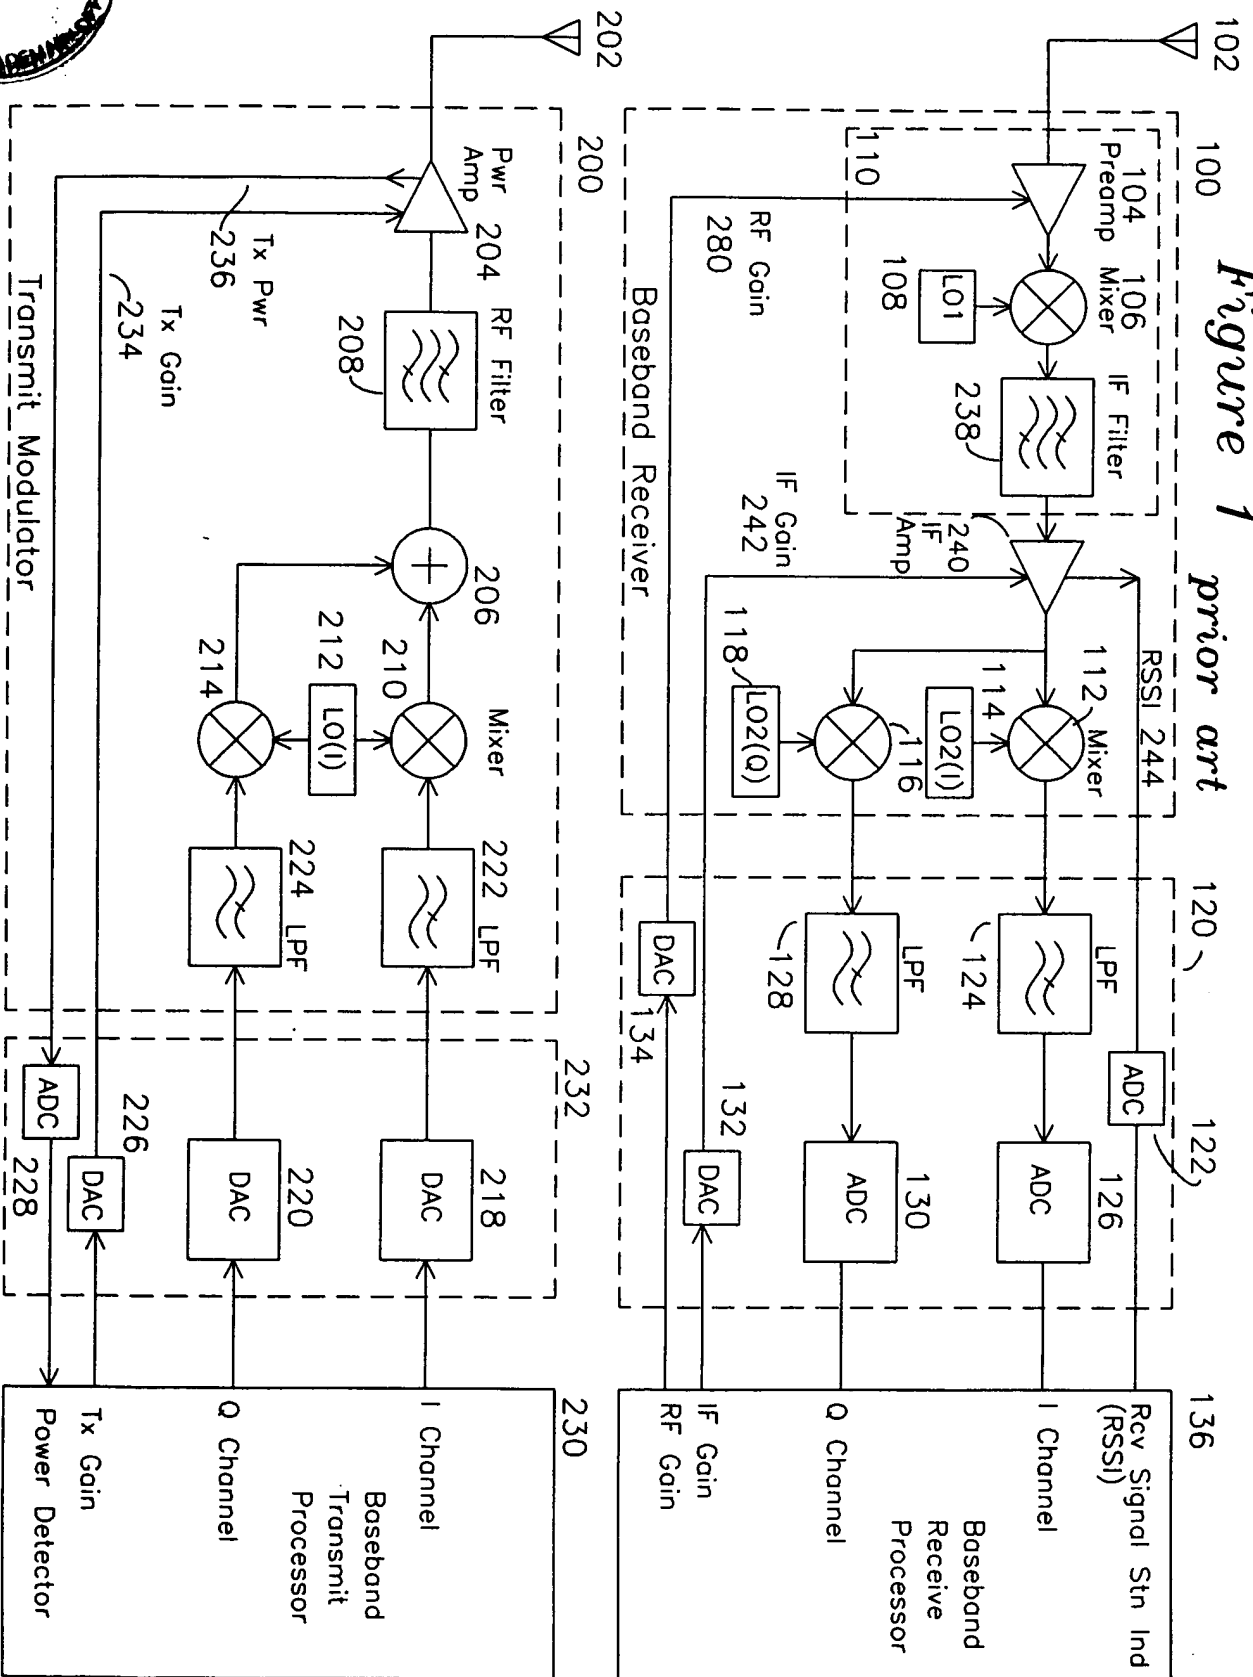 Figure 1 prior art
102
100
104
Preamp
106
Mixer
LO1
108
110
IF Filter
238
240
IF
Amp
IF Gain
242
RF Gain
280
RSSI 244
112
Mixer
114
LO2(I)
116
118
LO2(Q)
Baseband Receiver
120
122
ADC
LPF
124
ADC
126
LPF
128
ADC
130
DAC
132
DAC
134
136
Rcv Signal Stn Ind
(RSSI)
I Channel
Q Channel
IF Gain
RF Gain
Baseband
Receive
Processor
202
200
Pwr
Amp
204
RF Filter
208
206
210
Mixer
212
LO(I)
214
222
LPF
224
LPF
Tx Pwr
236
Tx Gain
234
Transmit Modulator
232
DAC
218
DAC
220
226
DAC
ADC
228
230
I Channel
Q Channel
Tx Gain
Power Detector
Baseband
Transmit
Processor